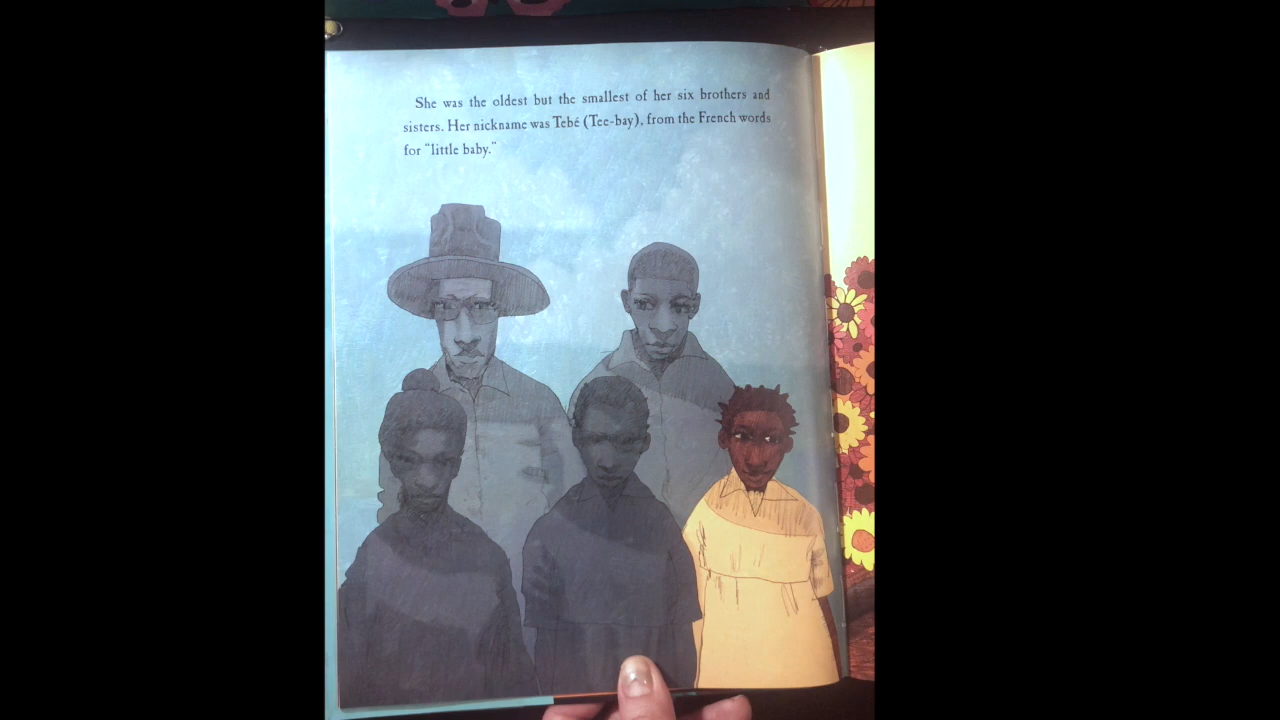 She was the oldest but the smallest of her six brothers and
sisters. Her nickname was Tebé (Tee-bay), from the French words
for “little baby.”